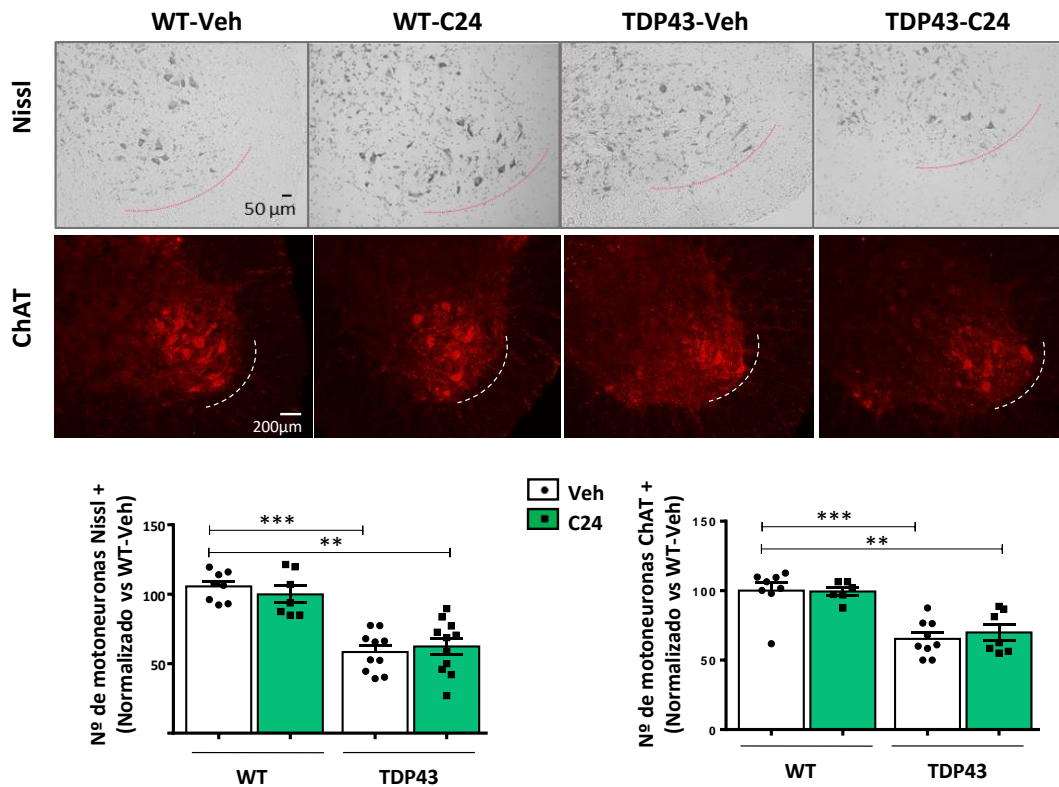 WT-Veh WT-C24 TDP43-Veh TDP43-C24
Nissl
50 µm
ChAT
200µm
Nº de motoneuronas Nissl +
(Normalizado vs WT-Veh)
150
100
50
***
**
WT TDP43
Veh
C24
Nº de motoneuronas ChAT +
(Normalizado vs WT-Veh)
150
100
50
0
***
**
WT TDP43